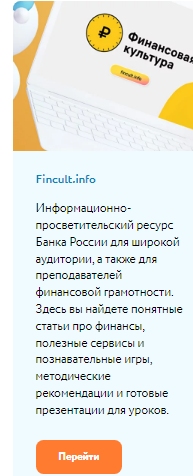 Финансовая
культура
fincult.info
Fincult.info
Информационно-
просветительский ресурс
Банка России для широкой
аудитории, а также для
преподавателей
финансовой грамотности.
Здесь вы найдете понятные
статьи про финансы,
полезные сервисы и
познавательные игры,
методические
рекомендации и готовые
презентации для уроков.
Перейти